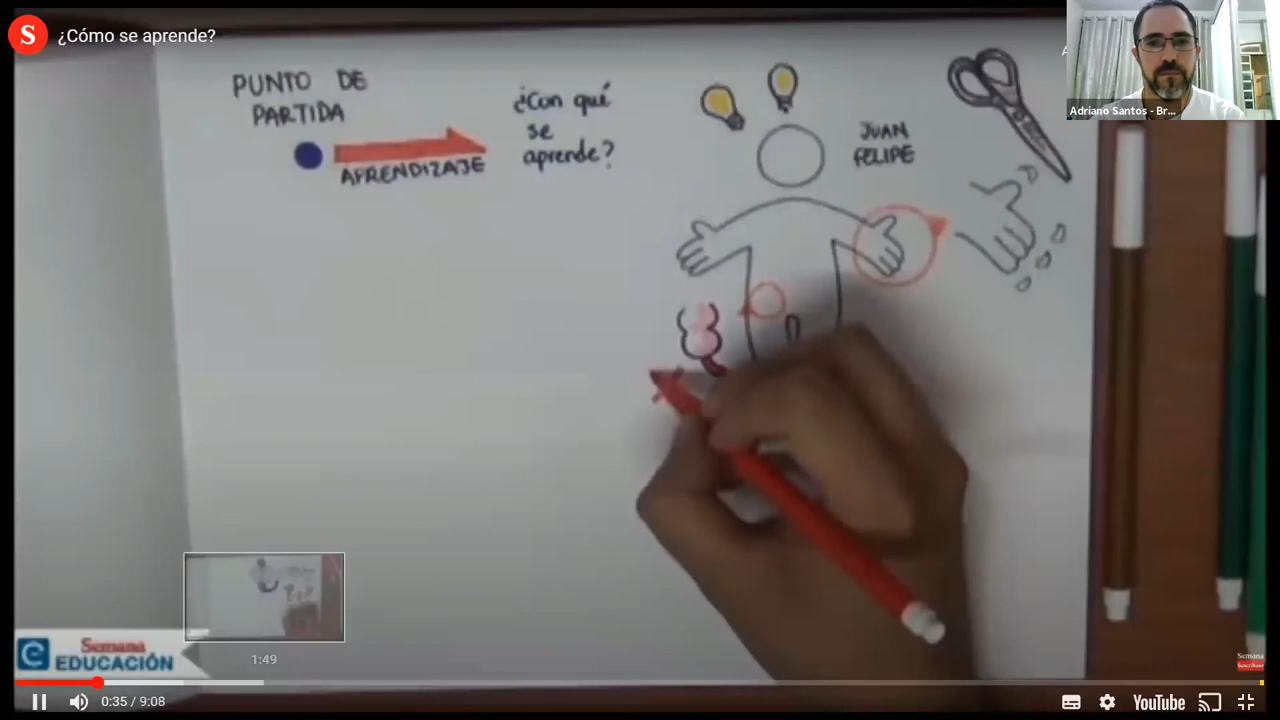 S
¿Cómo se aprende?
Adriano Santos - Br...
PUNTO DE
PARTIDA
APRENDIZAJE
¿Con qué
se
aprende?
JUAN
FELIPE
Semana
EDUCACIÓN
1:49
Semana
0:35 / 9:08
YouTube